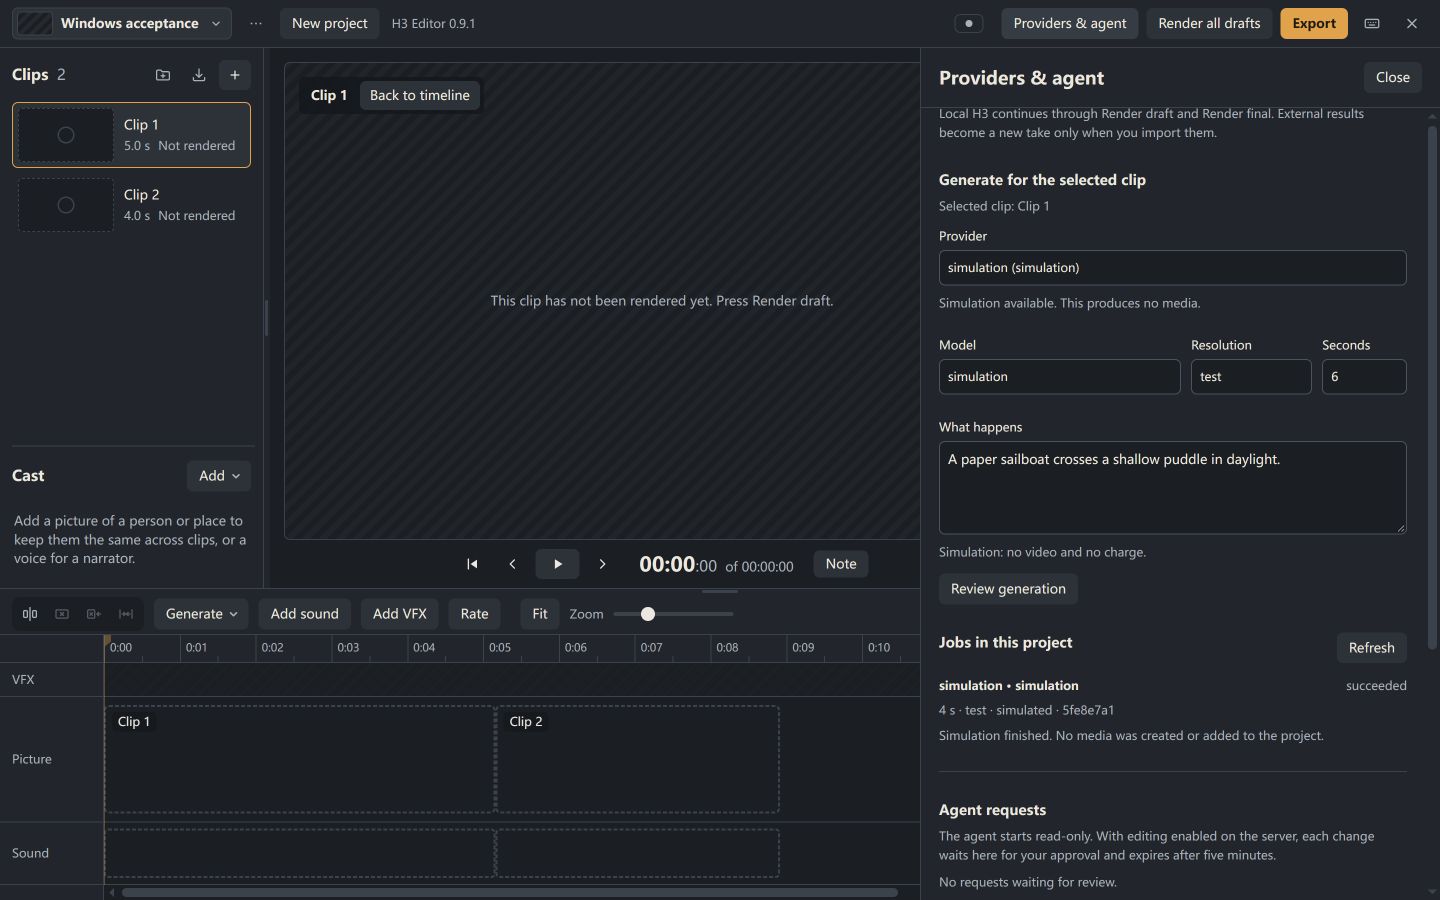 Windows acceptance
New project
H3 Editor 0.9.1
Providers & agent
Render all drafts
Export
Clips 2
Clip 1
5.0 s Not rendered
Clip 2
4.0 s Not rendered
Cast
Add
Add a picture of a person or place to
keep them the same across clips, or a
voice for a narrator.
Clip 1
Back to timeline
This clip has not been rendered yet. Press Render draft.
00:00:00 of 00:00:00
Note
Generate
Add sound
Add VFX
Rate
Fit
Zoom
0:00 0:01 0:02 0:03 0:04 0:05 0:06 0:07 0:08 0:09 0:10
VFX
Picture
Clip 1
Clip 2
Sound
Providers & agent
Close
Local H3 continues through Render draft and Render final. External results
become a new take only when you import them.
Generate for the selected clip
Selected clip: Clip 1
Provider
simulation (simulation)
Simulation available. This produces no media.
Model Resolution Seconds
simulation test 6
What happens
A paper sailboat crosses a shallow puddle in daylight.
Simulation: no video and no charge.
Review generation
Jobs in this project
Refresh
simulation • simulation succeeded
4 s · test · simulated · 5fe8e7a1
Simulation finished. No media was created or added to the project.
Agent requests
The agent starts read-only. With editing enabled on the server, each change
waits here for your approval and expires after five minutes.
No requests waiting for review.